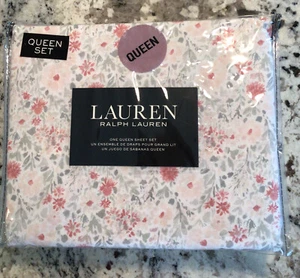 QUEEN
SET
QUEEN
LAUREN
RALPH LAUREN
ONE QUEEN SHEET SET
UN ENSEMBLE DE DRAPS POUR GRAND LIT
UN JUEGO DE SABANAS QUEEN